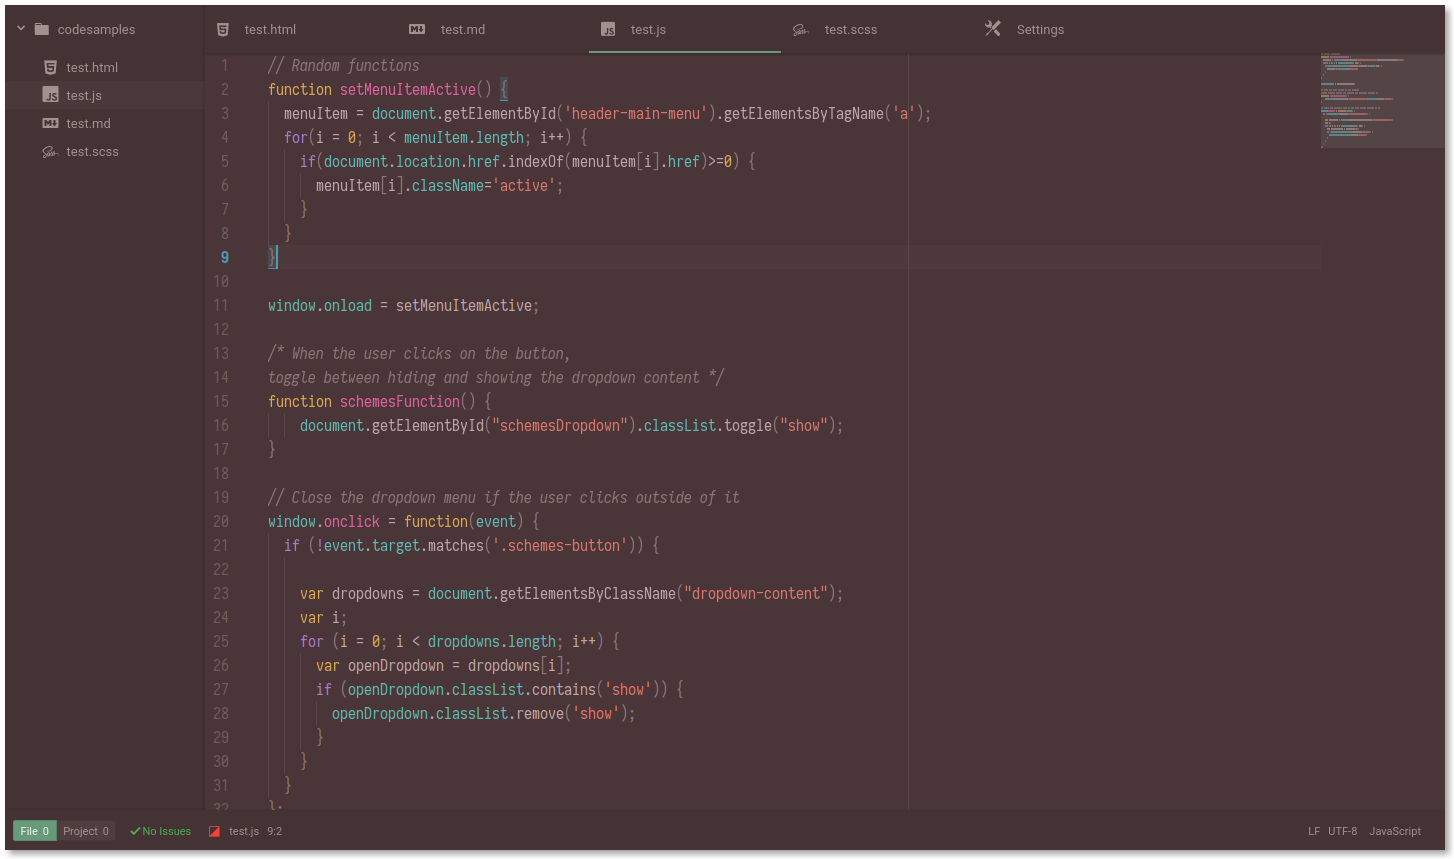 codesamples
test.html
test.js
test.md
test.scss
test.html test.md test.js test.scss Settings
1 // Random functions
2 function setMenuItemActive() {
3   menuItem = document.getElementById('header-main-menu').getElementsByTagName('a');
4   for(i = 0; i < menuItem.length; i++) {
5     if(document.location.href.indexOf(menuItem[i].href)>=0) {
6       menuItem[i].className='active';
7     }
8   }
9 }
10
11 window.onload = setMenuItemActive;
12
13 /* When the user clicks on the button,
14 toggle between hiding and showing the dropdown content */
15 function schemesFunction() {
16     document.getElementById("schemesDropdown").classList.toggle("show");
17 }
18
19 // Close the dropdown menu if the user clicks outside of it
20 window.onclick = function(event) {
21   if (!event.target.matches('.schemes-button')) {
22
23     var dropdowns = document.getElementsByClassName("dropdown-content");
24     var i;
25     for (i = 0; i < dropdowns.length; i++) {
26       var openDropdown = dropdowns[i];
27       if (openDropdown.classList.contains('show')) {
28         openDropdown.classList.remove('show');
29       }
30     }
31   }
32 };
File 0 Project 0 No Issues test.js 9:2 LF UTF-8 JavaScript